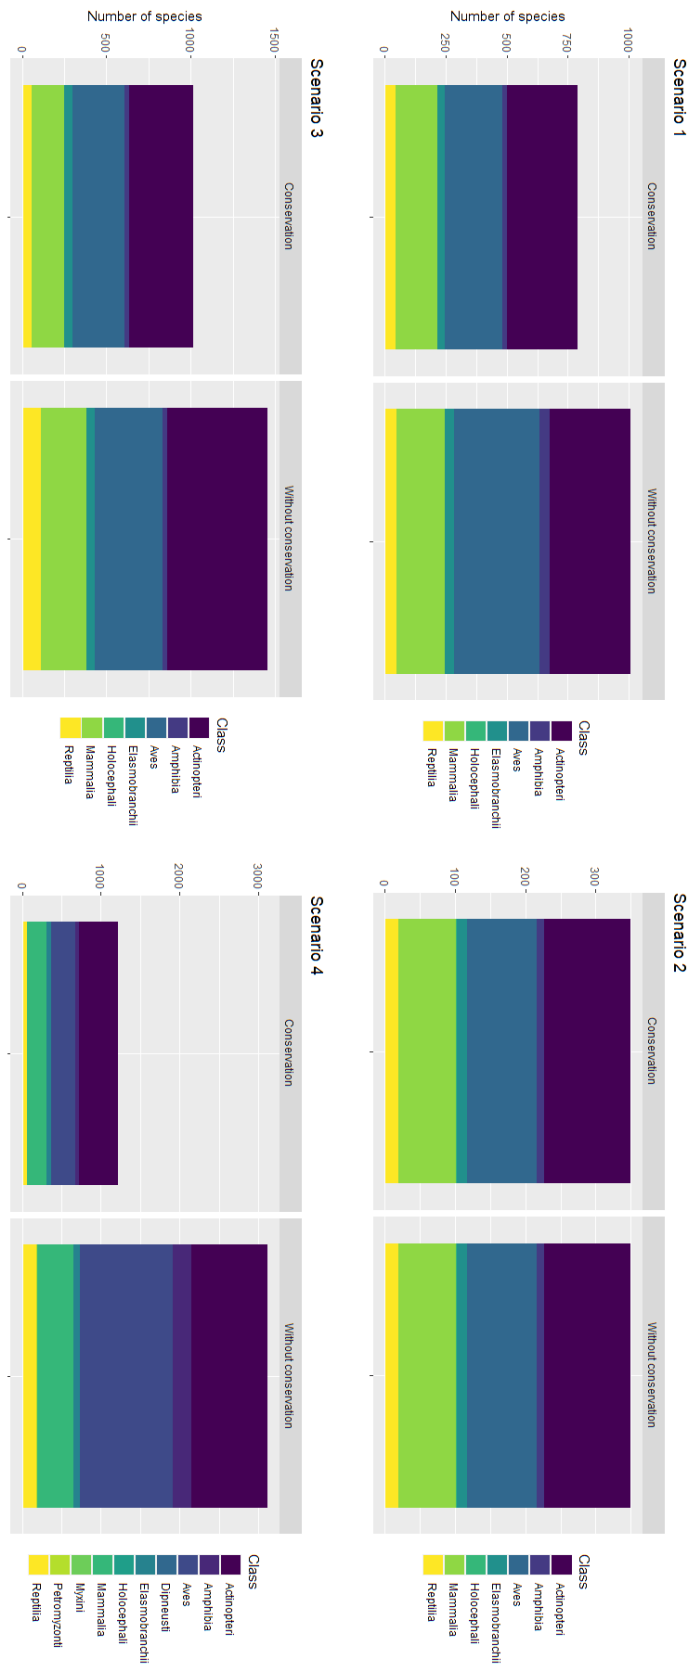 Scenario 1
Conservation
Without conservation
Number of species
1000
750
500
250
0
Class
Actinopteri
Amphibia
Aves
Elasmobranchii
Holocephali
Mammalia
Reptilia
Scenario 2
Conservation
Without conservation
300
200
100
0
Class
Actinopteri
Amphibia
Aves
Elasmobranchii
Holocephali
Mammalia
Reptilia
Scenario 3
Conservation
Without conservation
Number of species
1500
1000
500
0
Class
Actinopteri
Amphibia
Aves
Elasmobranchii
Holocephali
Mammalia
Reptilia
Scenario 4
Conservation
Without conservation
3000
2000
1000
0
Class
Actinopteri
Amphibia
Aves
Dipneusti
Elasmobranchii
Holocephali
Mammalia
Myxini
Petromyzonti
Reptilia